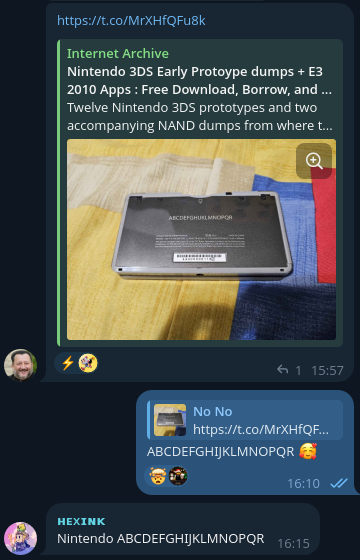 https://t.co/MrXHfQFu8k
Internet Archive
Nintendo 3DS Early Protoype dumps + E3
2010 Apps : Free Download, Borrow, and ...
Twelve Nintendo 3DS prototypes and two
accompanying NAND dumps from where t...
ABCDEFGHIJKLMNOPQR
1 15:57
No No
https://t.co/MrXHfQF...
ABCDEFGHIJKLMNOPQR 🥰
16:10
HEXINK
Nintendo ABCDEFGHIJKLMNOPQR
16:15